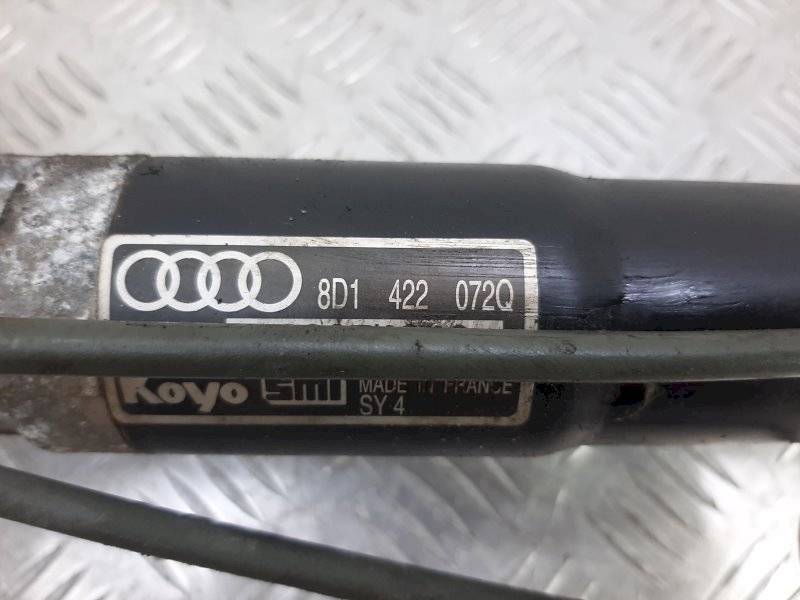 8D1 422 072Q
Koyo SMI MADE IN FRANCE
SY 4